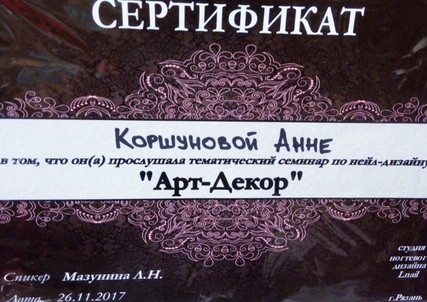 СЕРТИФИКАТ
Коршуновой Анне
в том, что он(а) прослушала тематический семинар по нейл-дизайну
"Арт-Декор"
студия
ногтевого
дизайна
Lnail
Спикер Мазунина Л.Н.
Дата 26.11.2017
г.Рязань